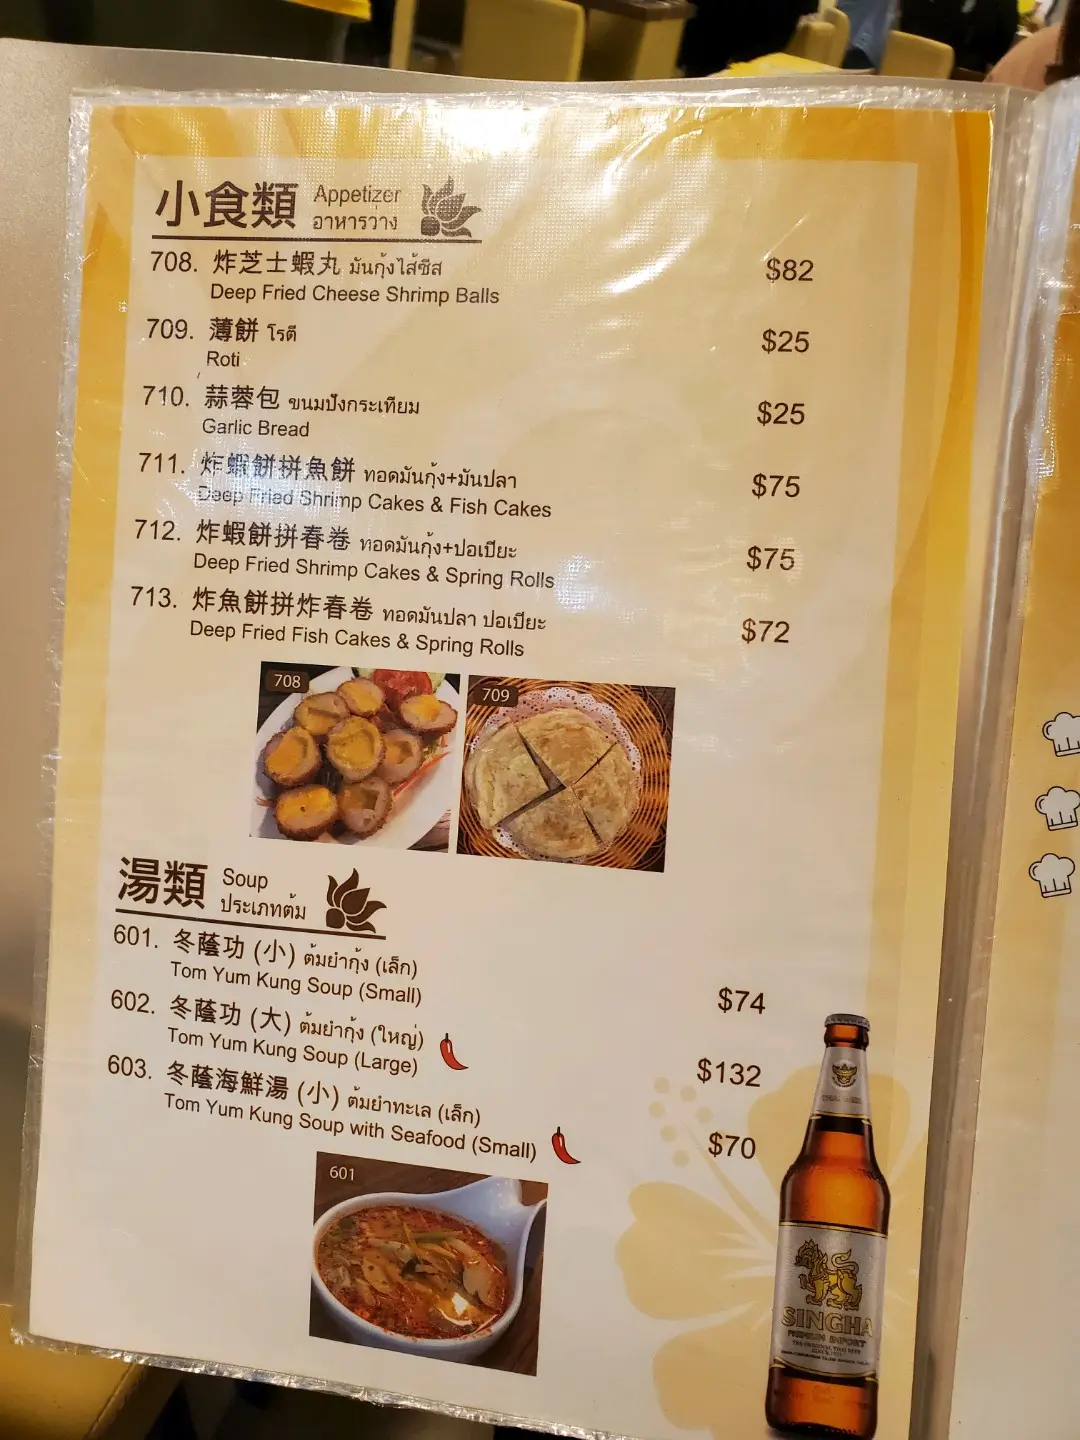 小食類 Appetizer
อาหารว่าง
708. 炸芝士蝦丸 มันกุ้งไส้ชีส $82
Deep Fried Cheese Shrimp Balls
709. 薄餅 โรตี $25
Roti
710. 蒜蓉包 ขนมปังกระเทียม $25
Garlic Bread
711. 炸蝦餅拼魚餅 ทอดมันกุ้ง+มันปลา $75
Deep Fried Shrimp Cakes & Fish Cakes
712. 炸蝦餅拼春卷 ทอดมันกุ้ง+ปอเปียะ $75
Deep Fried Shrimp Cakes & Spring Rolls
713. 炸魚餅拼炸春卷 ทอดมันปลา ปอเปียะ $72
Deep Fried Fish Cakes & Spring Rolls
708
709
湯類 Soup
ประเภทต้ม
601. 冬蔭功 (小) ต้มยำกุ้ง (เล็ก) $74
Tom Yum Kung Soup (Small)
602. 冬蔭功 (大) ต้มยำกุ้ง (ใหญ่) $132
Tom Yum Kung Soup (Large)
603. 冬蔭海鮮湯 (小) ต้มยำทะเล (เล็ก) $70
Tom Yum Kung Soup with Seafood (Small)
601
SINGHA
PREMIUM IMPORT